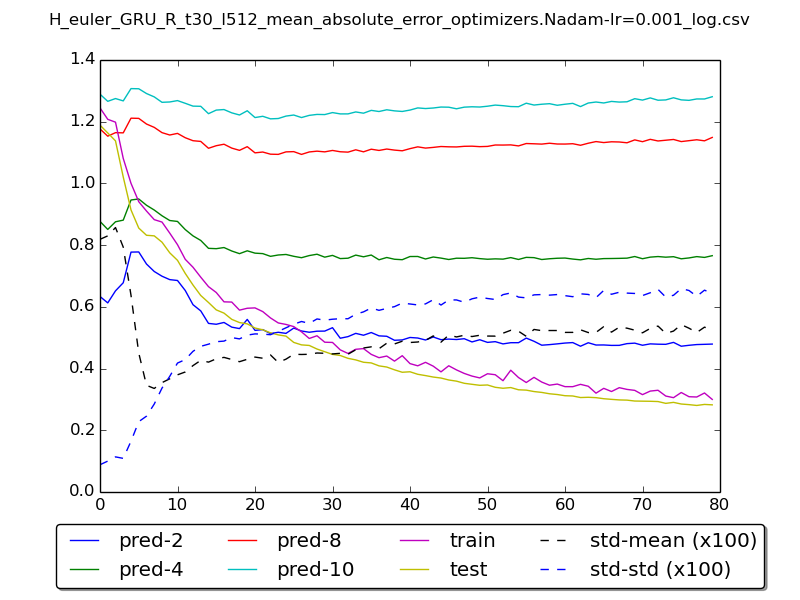 H_euler_GRU_R_t30_l512_mean_absolute_error_optimizers.Nadam-lr=0.001_log.csv
1.4
1.2
1.0
0.8
0.6
0.4
0.2
0.0
0 10 20 30 40 50 60 70 80
pred-2 pred-8 train std-mean (x100)
pred-4 pred-10 test std-std (x100)